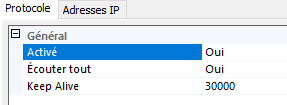 Protocole Adresses IP
Général
Activé Oui
Écouter tout Oui
Keep Alive 30000